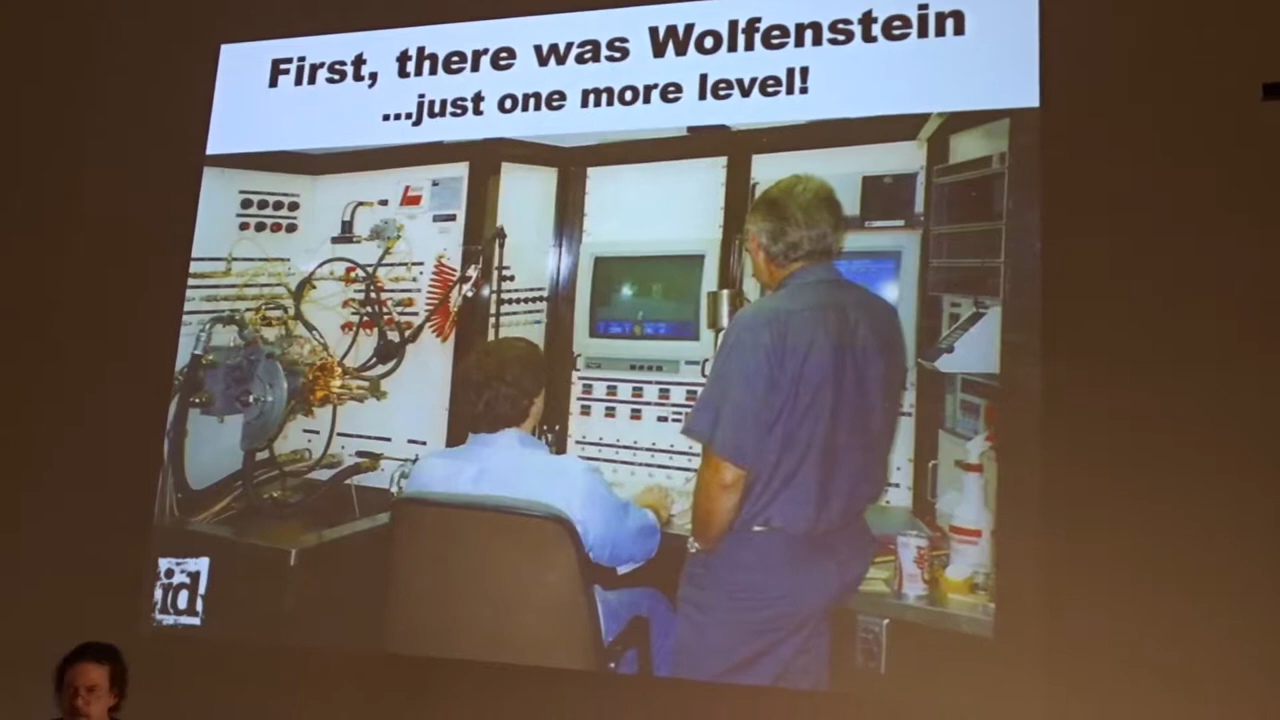 First, there was Wolfenstein
...just one more level!
id